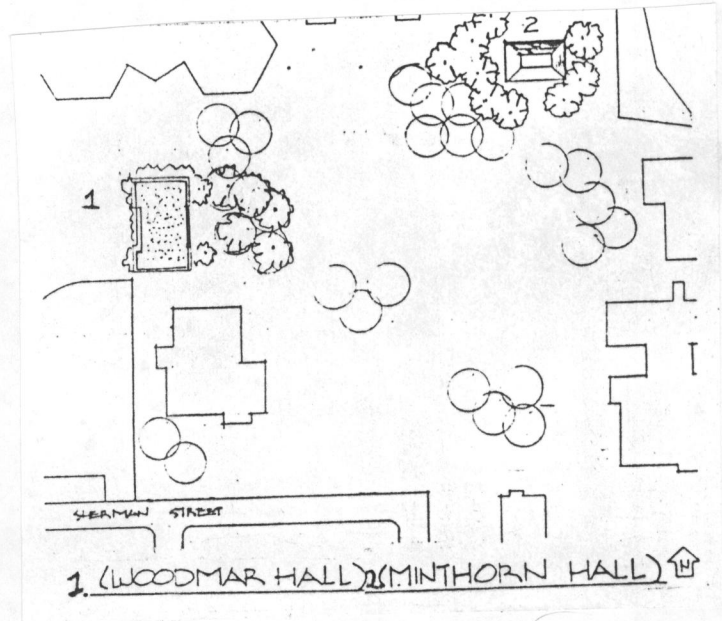 2
1
SHERMAN STREET
1. (WOODMAR HALL) 2(MINTHORN HALL) N